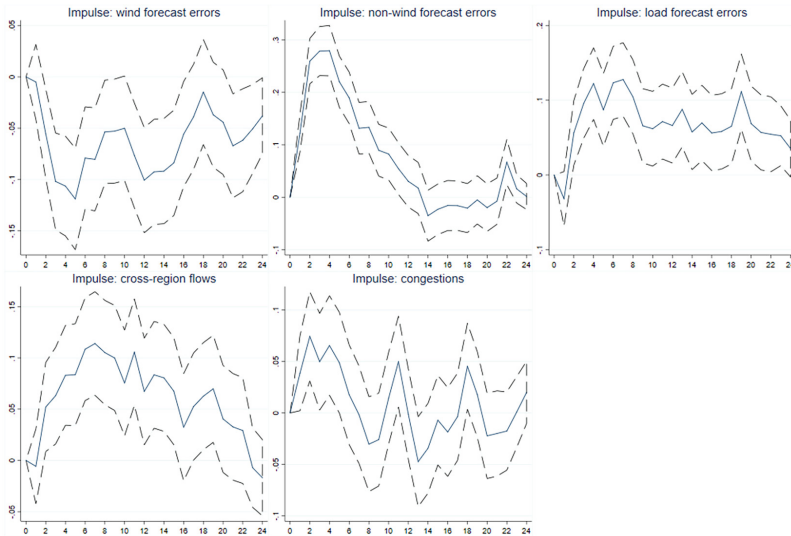 Impulse: wind forecast errors
.05
0
-.05
-.1
-.15
0 2 4 6 8 10 12 14 16 18 20 22 24
Impulse: non-wind forecast errors
.3
.2
.1
0
-.1
0 2 4 6 8 10 12 14 16 18 20 22 24
Impulse: load forecast errors
.2
.1
0
-.1
0 2 4 6 8 10 12 14 16 18 20 22 24
Impulse: cross-region flows
.15
.1
.05
0
-.05
0 2 4 6 8 10 12 14 16 18 20 22 24
Impulse: congestions
.1
.05
0
-.05
-.1
0 2 4 6 8 10 12 14 16 18 20 22 24